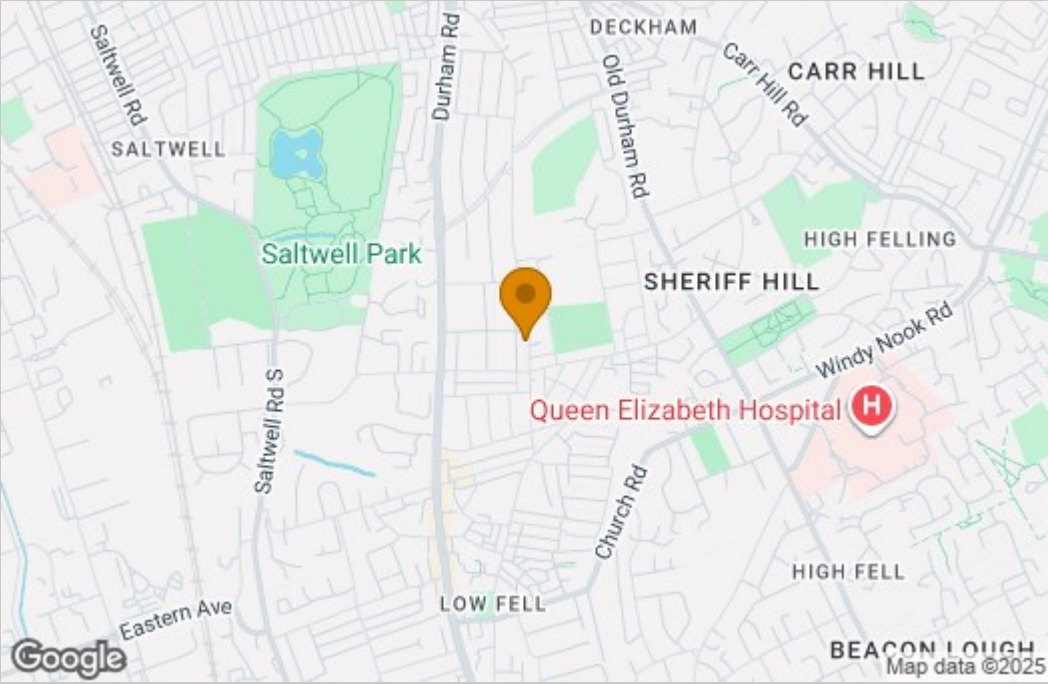 DECKHAM
Saltwell Rd
Durham Rd
Old Durham Rd
Carr Hill Rd
CARR HILL
SALTWELL
Saltwell Park
HIGH FELLING
SHERIFF HILL
Windy Nook Rd
Saltwell Rd S
Queen Elizabeth Hospital
H
Church Rd
HIGH FELL
LOW FELL
Eastern Ave
BEACON LOUGH
Google
Map data ©2025